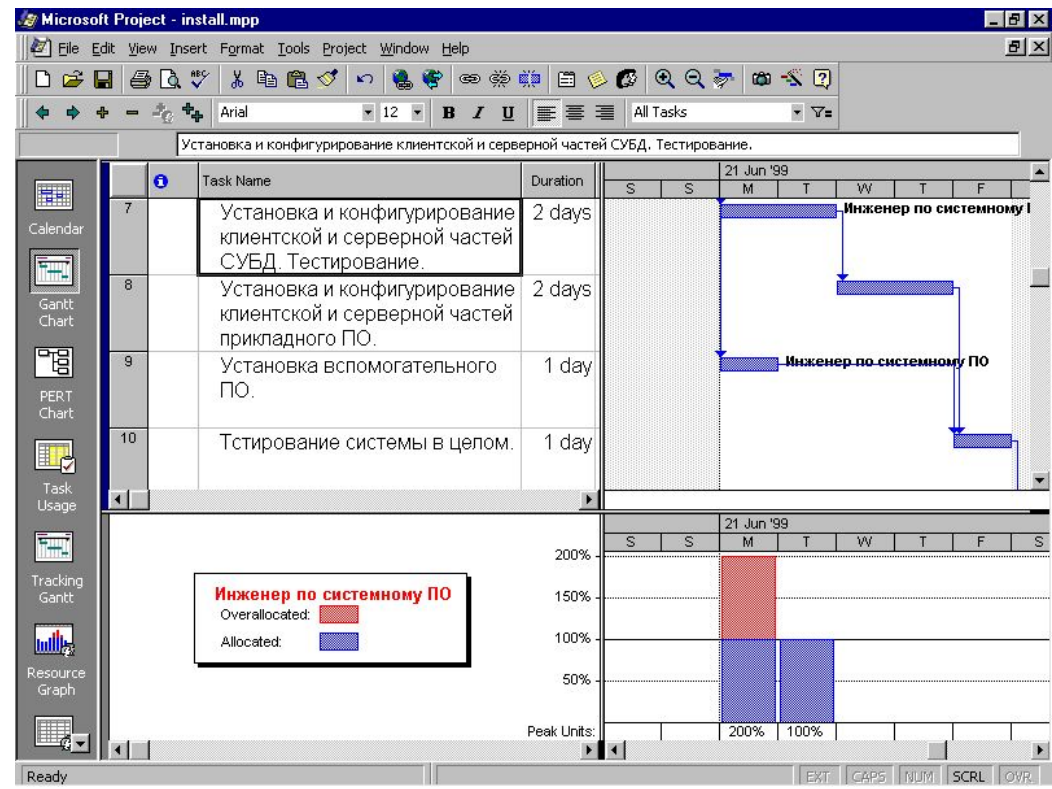 Microsoft Project - install.mpp
File Edit View Insert Format Tools Project Window Help
ABC
Arial 12 B I U All Tasks
Установка и конфигурирование клиентской и серверной частей СУБД. Тестирование.
Calendar
Gantt
Chart
PERT
Chart
Task
Usage
Tracking
Gantt
Resource
Graph
Task Name Duration
7 Установка и конфигурирование 2 days
клиентской и серверной частей
СУБД. Тестирование.
8 Установка и конфигурирование 2 days
клиентской и серверной частей
прикладного ПО.
9 Установка вспомогательного 1 day
ПО.
10 Тстирование системы в целом. 1 day
21 Jun '99
S S M T W T F
Инженер по системному
Инженер по системному ПО
Инженер по системному ПО
Overallocated:
Allocated:
21 Jun '99
S S M T W T F S
200%
150%
100%
50%
Peak Units: 200% 100%
Ready EXT CAPS NUM SCRL OVR